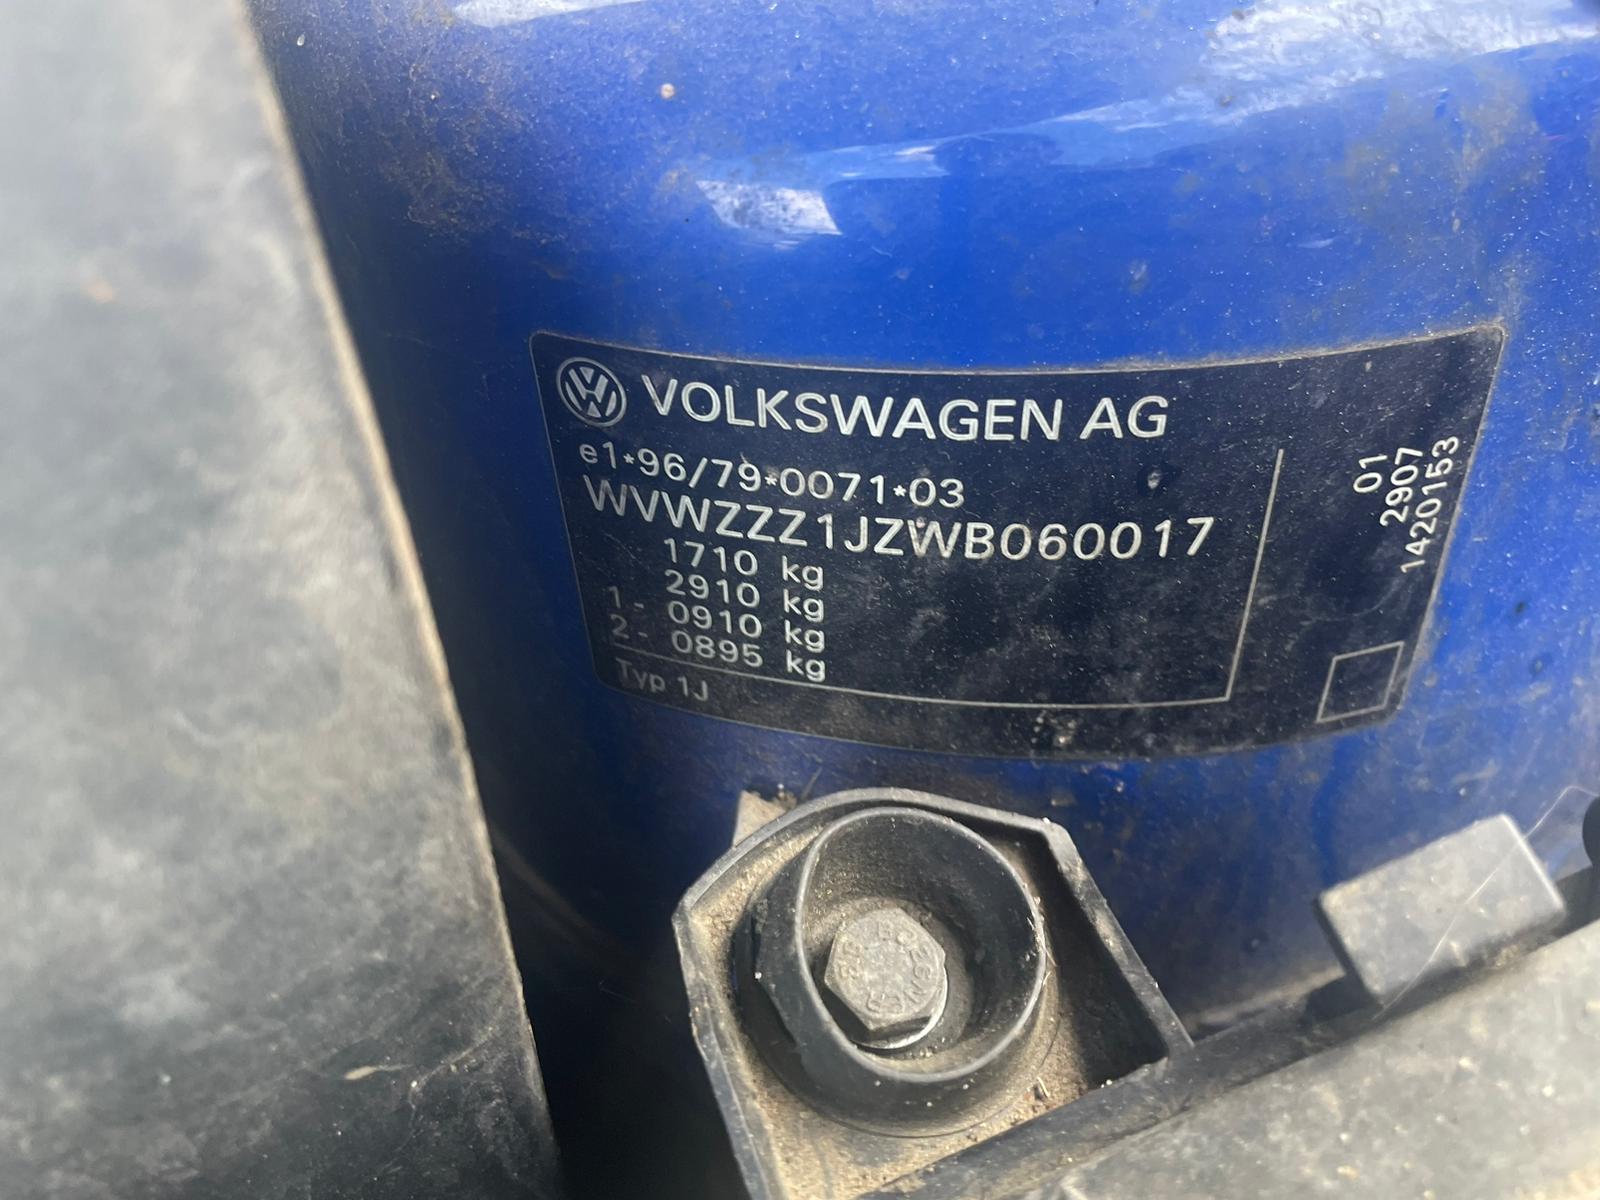 VOLKSWAGEN AG
e1*96/79*0071*03
WVWZZZ1JZWB060017
1710 kg
2910 kg
1 - 0910 kg
2 - 0895 kg
Typ 1J
01
2907
1420153